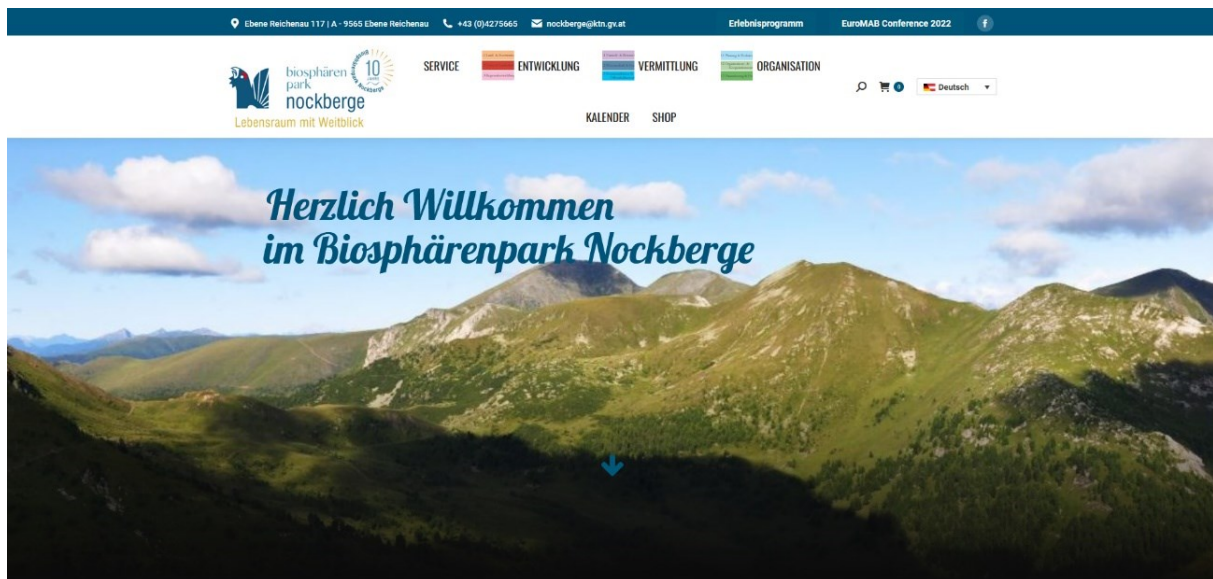 Ebene Reichenau 117 | A - 9565 Ebene Reichenau +43 (0)4275665 nockberge@ktn.gv.at Erlebnisprogramm EuroMAB Conference 2022 f
biosphären
park
nockberge
Lebensraum mit Weitblick
10
SERVICE ENTWICKLUNG VERMITTLUNG ORGANISATION
KALENDER SHOP
0 Deutsch
Herzlich Willkommen
im Biosphärenpark Nockberge